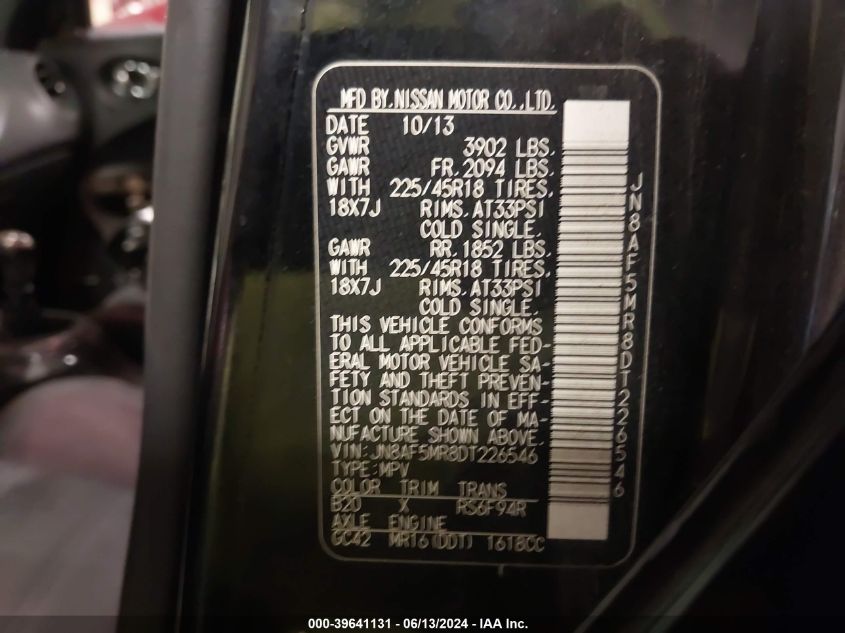 MFD BY.NISSAN MOTOR CO.,LTD.
DATE 10/13
GVWR 3902 LBS.
GAWR FR.2094 LBS.
WITH 225/45R18 TIRES,
18X7J RIMS.AT33PSI
COLD SINGLE.
GAWR RR.1852 LBS.
WITH 225/45R18 TIRES,
18X7J RIMS.AT33PSI
COLD SINGLE.
THIS VEHICLE CONFORMS
TO ALL APPLICABLE FED-
ERAL MOTOR VEHICLE SA-
FETY AND THEFT PREVEN-
TION STANDARDS IN EFF-
ECT ON THE DATE OF MA-
NUFACTURE SHOWN ABOVE.
VIN:JN8AF5MR8DT226546
TYPE:MPV
COLOR TRIM TRANS
B20 X RS6F94R
AXLE ENGINE
GC42 MR16(DDT) 1618CC
JN8AF5MR8DT226546
000-39641131 - 06/13/2024 - IAA Inc.